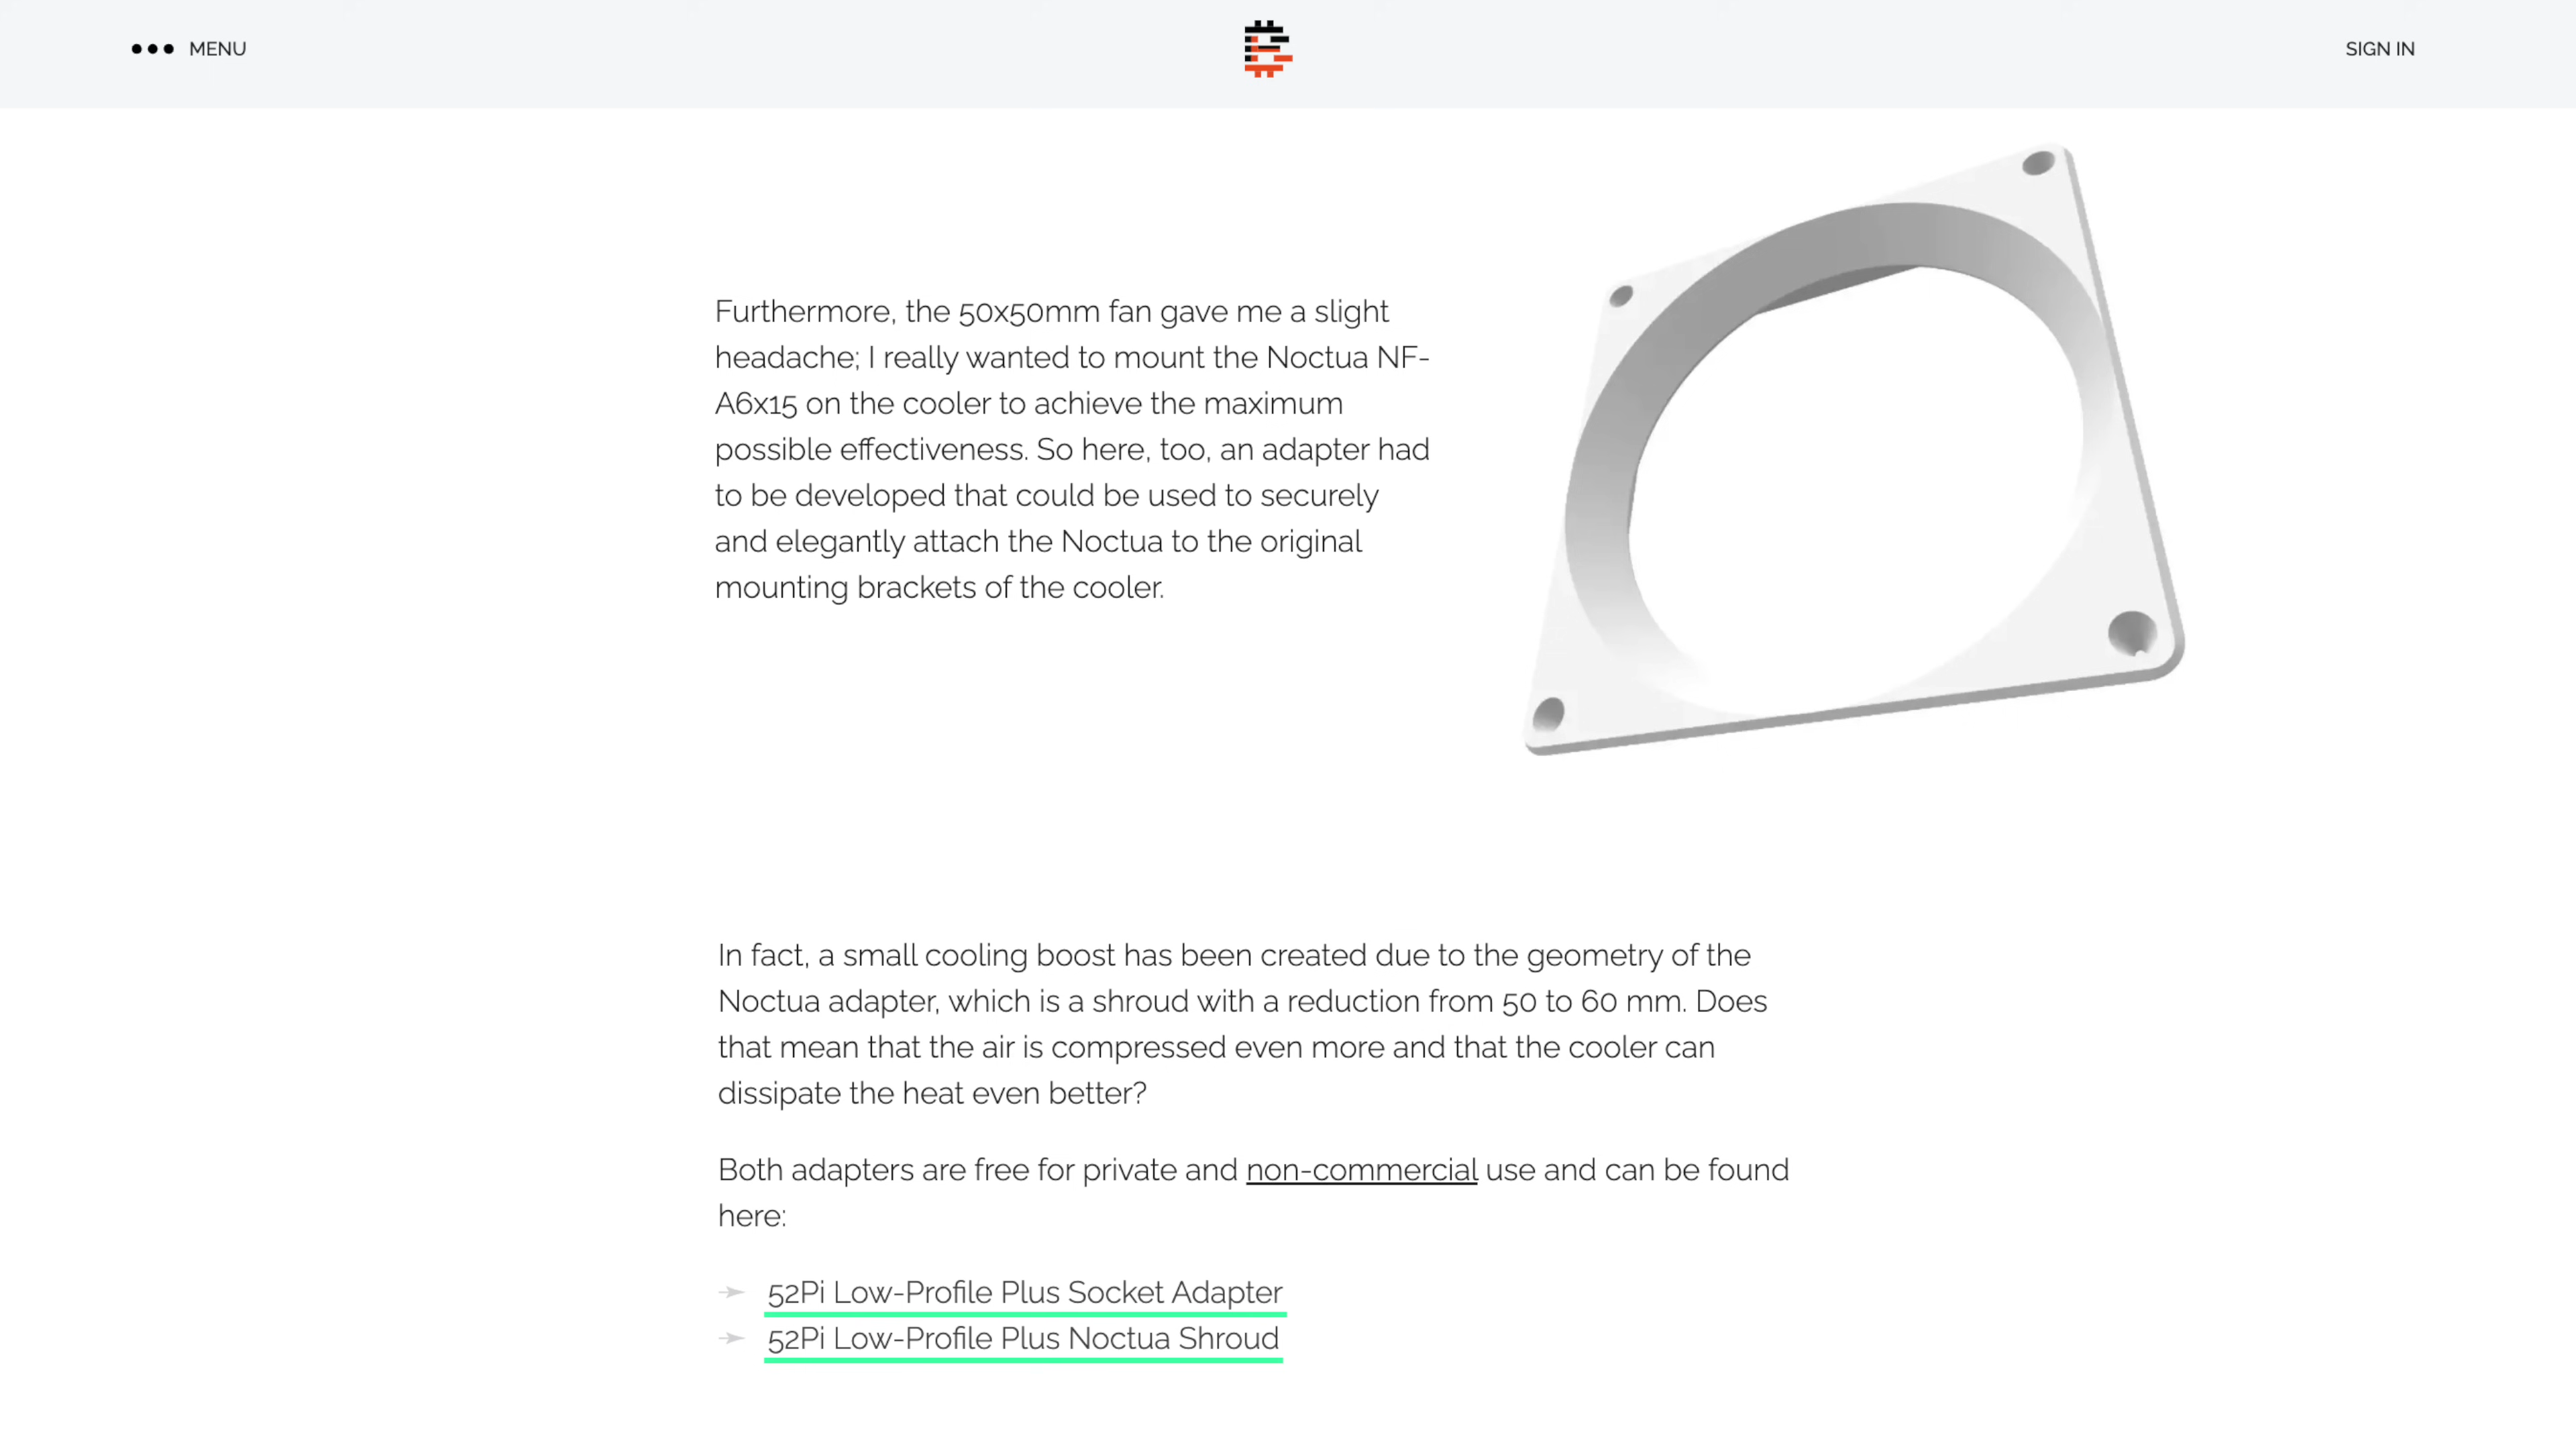 MENU
SIGN IN
Furthermore, the 50x50mm fan gave me a slight
headache; I really wanted to mount the Noctua NF-
A6x15 on the cooler to achieve the maximum
possible effectiveness. So here, too, an adapter had
to be developed that could be used to securely
and elegantly attach the Noctua to the original
mounting brackets of the cooler.
In fact, a small cooling boost has been created due to the geometry of the
Noctua adapter, which is a shroud with a reduction from 50 to 60 mm. Does
that mean that the air is compressed even more and that the cooler can
dissipate the heat even better?
Both adapters are free for private and non-commercial use and can be found
here:
52Pi Low-Profile Plus Socket Adapter
52Pi Low-Profile Plus Noctua Shroud